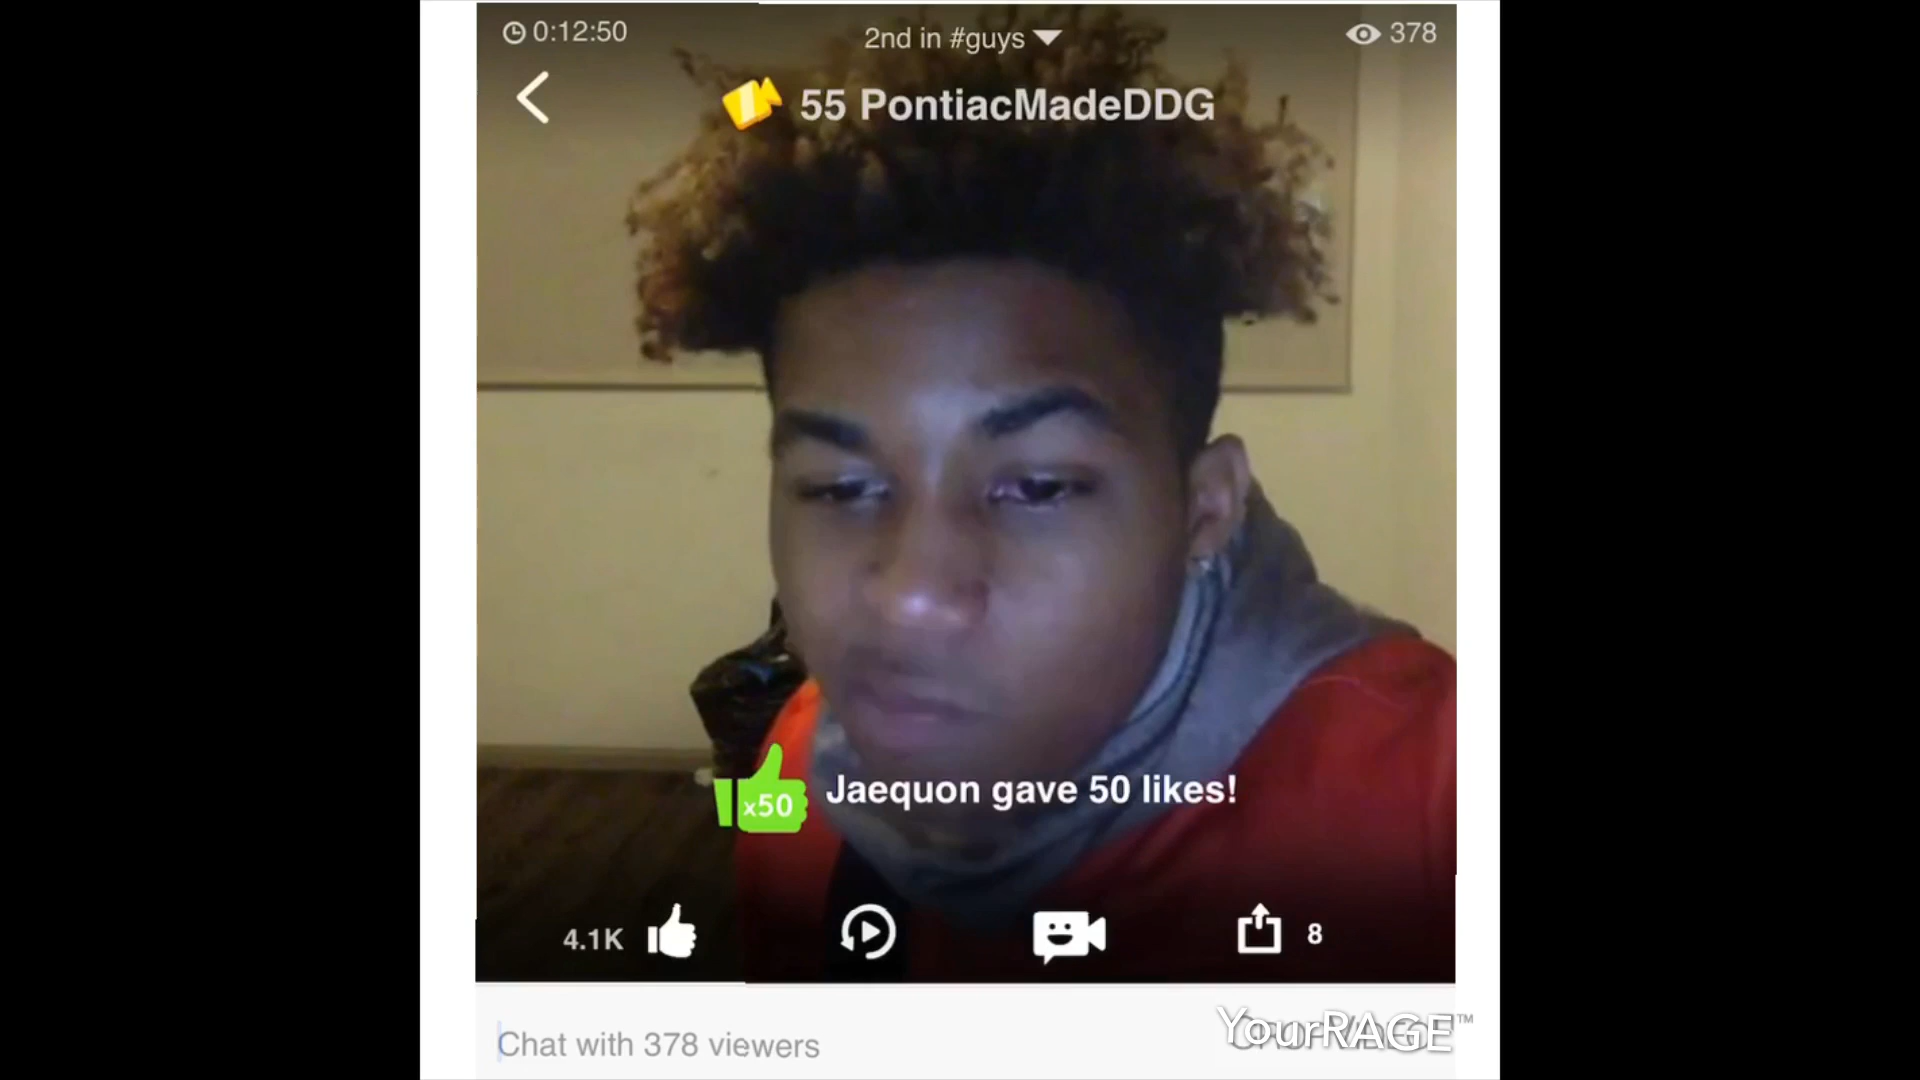 0:12:50
2nd in #guys
378
55 PontiacMadeDDG
x50
Jaequon gave 50 likes!
4.1K
8
Chat with 378 viewers
YourRAGE™